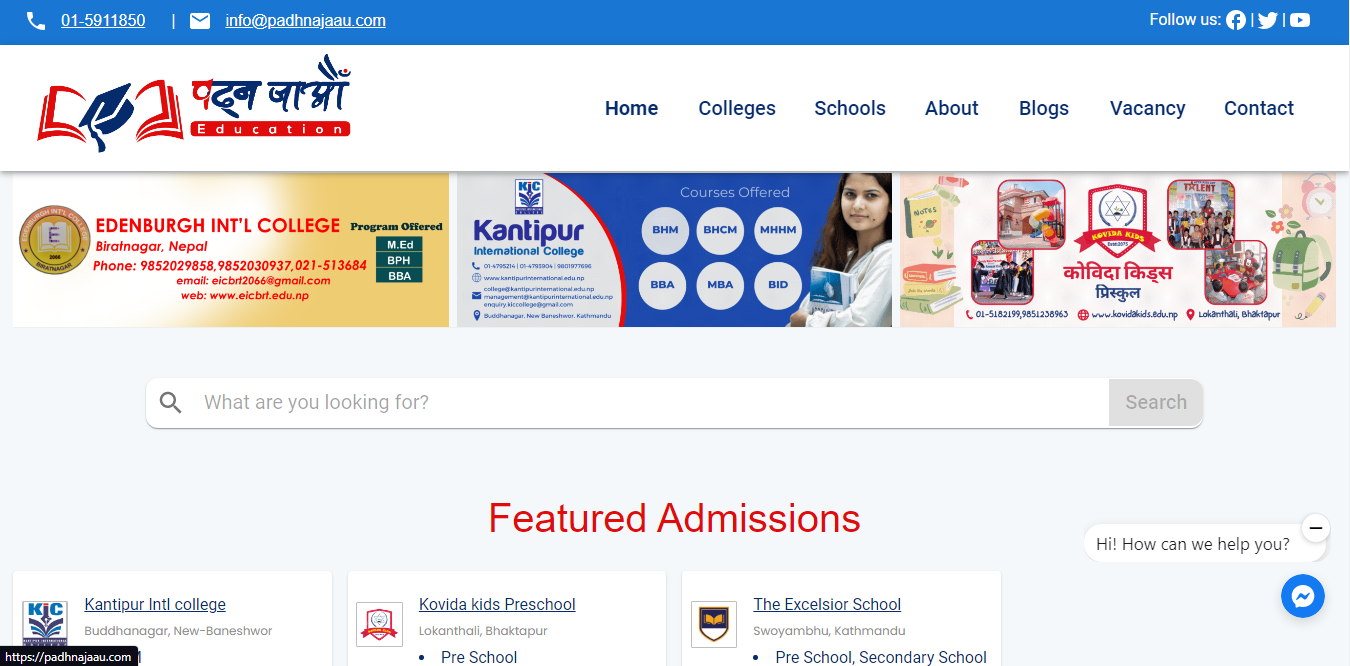 01-5911850 | info@padhnajaau.com
Follow us: | |
पढ्न जाऔं
Education
Home Colleges Schools About Blogs Vacancy Contact
EDENBURGH INT'L COLLEGE
Biratnagar, Nepal
Phone: 9852029858,9852030937,021-513684
email: eicbrt2066@gmail.com
web: www.eicbrt.edu.np
Program Offered
M.Ed
BPH
BBA
KIC
Kantipur
International College
01-4795214 | 01-4793904 | 9801977696
www.kantipurinternational.edu.np
college@kantipurinternational.edu.np
management@kantipurinternational.edu.np
enquiry.kiccollege@gmail.com
Buddhanagar, New Baneshwor, Kathmandu
Courses Offered
BHM BHCM MHHM
BBA MBA BID
NOTES
TALENT
KOVIDA KIDS
Estd:2075
कोविदा किड्स
प्रिस्कुल
01-5182199,9851238963 www.kovidakids.edu.np Lokanthali, Bhaktapur
What are you looking for?
Search
Featured Admissions
Hi! How can we help you?
KIC
Kantipur Intl college
Buddhanagar, New-Baneshwor
Kovida kids Preschool
Lokanthali, Bhaktapur
Pre School
The Excelsior School
Swoyambhu, Kathmandu
Pre School, Secondary School
https://padhnajaau.com